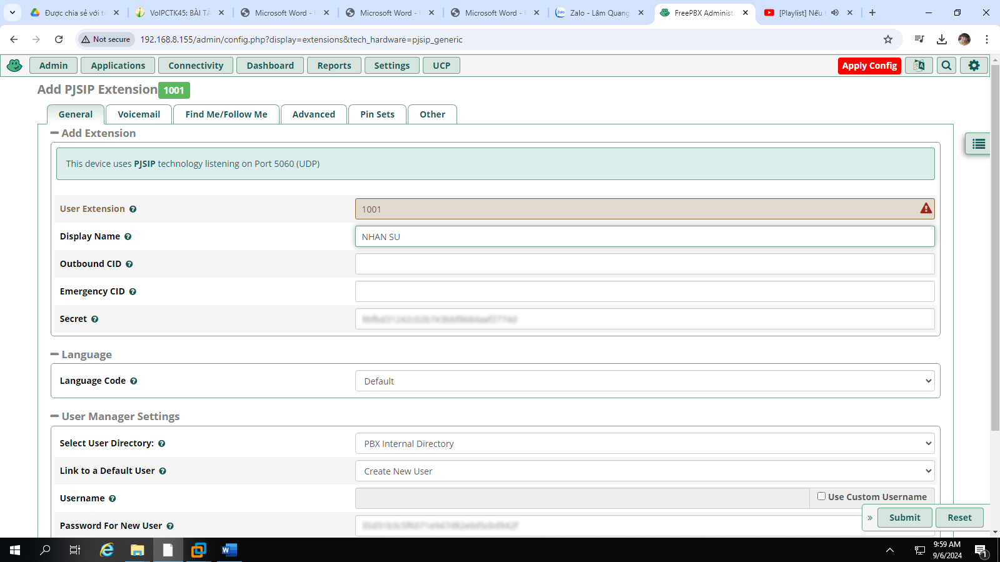 Được chia sẻ với t
VoIPCTK45: BÀI TẬ
Microsoft Word -
Microsoft Word -
Microsoft Word -
Zalo - Lâm Quang
FreePBX Administ
[Playlist] Nếu
Not secure
192.168.8.155/admin/config.php?display=extensions&tech_hardware=pjsip_generic
Admin
Applications
Connectivity
Dashboard
Reports
Settings
UCP
Apply Config
Add PJSIP Extension 1001
General
Voicemail
Find Me/Follow Me
Advanced
Pin Sets
Other
Add Extension
This device uses PJSIP technology listening on Port 5060 (UDP)
User Extension
1001
Display Name
NHAN SU
Outbound CID
Emergency CID
Secret
Language
Language Code
Default
User Manager Settings
Select User Directory:
PBX Internal Directory
Link to a Default User
Create New User
Username
Use Custom Username
Password For New User
» Submit
Reset
9:59 AM
9/6/2024
1